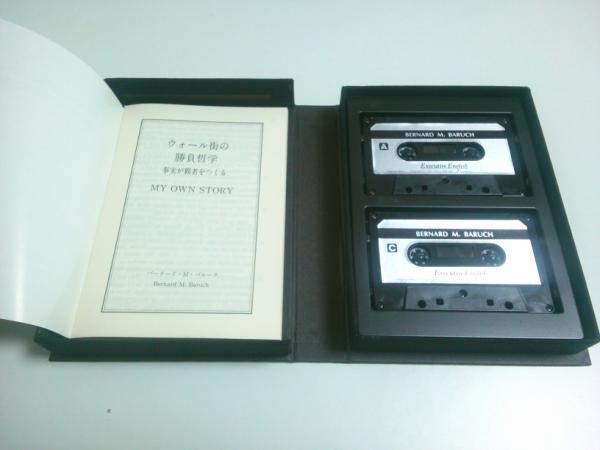 ウォール街の
勝負哲学
事実が覇者をつくる
MY OWN STORY
バーナード・M・バルーク
Bernard M. Baruch
BERNARD M. BARUCH
A
Executive English
BERNARD M. BARUCH
C
Executive English